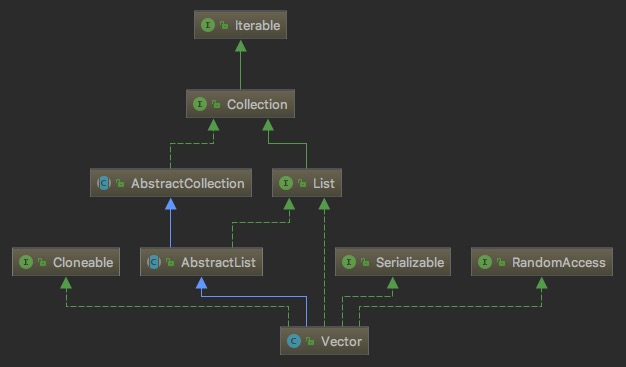 Iterable
Collection
AbstractCollection
List
Cloneable
AbstractList
Serializable
RandomAccess
Vector